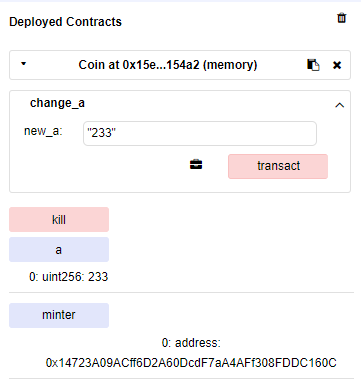 Deployed Contracts
Coin at 0x15e...154a2 (memory)
change_a
new_a: "233"
transact
kill
a
0: uint256: 233
minter
0: address:
0x14723A09ACff6D2A60DcdF7aA4AFf308FDDC160C